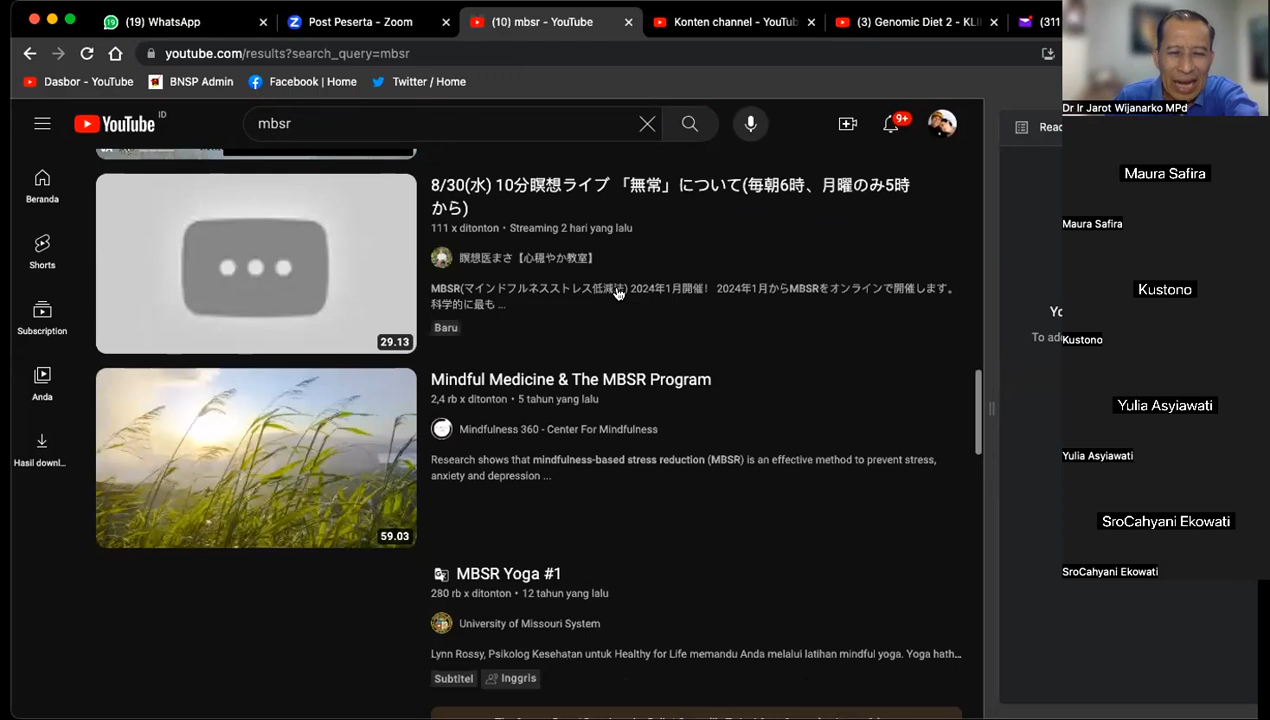 (19) WhatsApp
Post Peserta - Zoom
(10) mbsr - YouTube
Konten channel - YouTub
(3) Genomic Diet 2 - KLI
(311
youtube.com/results?search_query=mbsr
Dasbor - YouTube
BNSP Admin
Facebook | Home
Twitter / Home
Dr Ir Jarot Wijanarko MPd
YouTube ID
mbsr
9+
Read
Beranda
Shorts
Subscription
Anda
Hasil downl...
8/30(水) 10分瞑想ライブ 「無常」について(毎朝6時、月曜のみ5時
から)
111 x ditonton • Streaming 2 hari yang lalu
瞑想医まさ【心穏やか教室】
MBSR(マインドフルネスストレス低減法) 2024年1月開催！ 2024年1月からMBSRをオンラインで開催します。
科学的に最も ...
Baru
29.13
Mindful Medicine & The MBSR Program
2,4 rb x ditonton • 5 tahun yang lalu
Mindfulness 360 - Center For Mindfulness
Research shows that mindfulness-based stress reduction (MBSR) is an effective method to prevent stress,
anxiety and depression ...
59.03
MBSR Yoga #1
280 rb x ditonton • 12 tahun yang lalu
University of Missouri System
Lynn Rossy, Psikolog Kesehatan untuk Healthy for Life memandu Anda melalui latihan mindful yoga. Yoga hath...
Subtitel
Inggris
Yo
To add
Maura Safira
Maura Safira
Kustono
Kustono
Yulia Asyiawati
Yulia Asyiawati
SroCahyani Ekowati
SroCahyani Ekowati